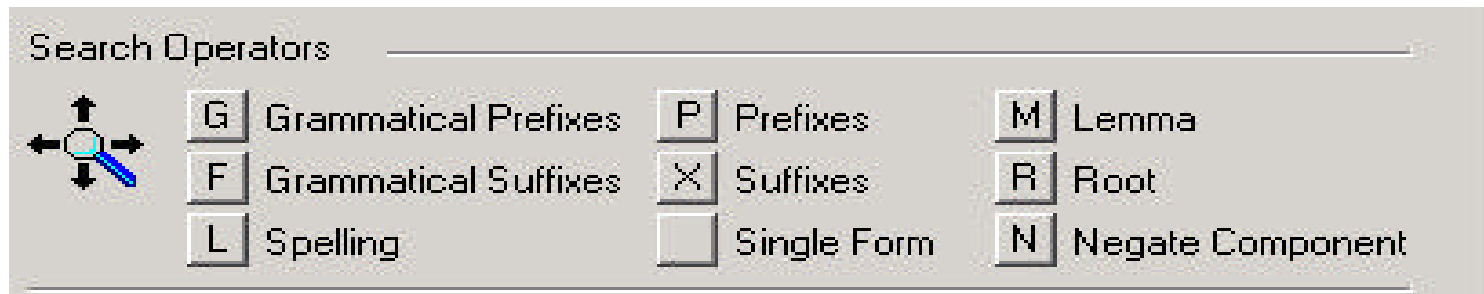 Search Operators
G Grammatical Prefixes P Prefixes M Lemma
F Grammatical Suffixes X Suffixes R Root
L Spelling Single Form N Negate Component